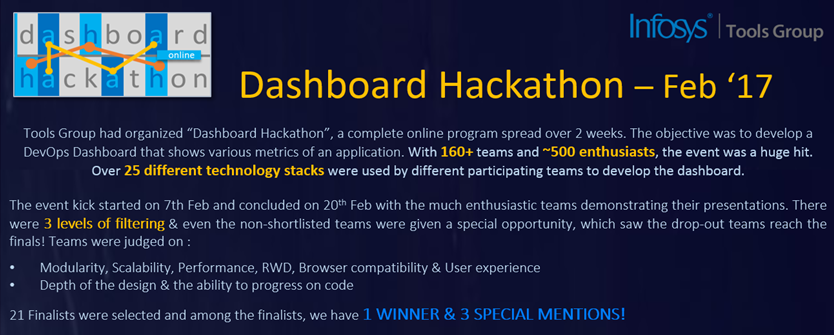 dashboard
online
hackathon
Infosys® | Tools Group
Dashboard Hackathon – Feb ‘17
Tools Group had organized “Dashboard Hackathon”, a complete online program spread over 2 weeks. The objective was to develop a
DevOps Dashboard that shows various metrics of an application. With 160+ teams and ~500 enthusiasts, the event was a huge hit.
Over 25 different technology stacks were used by different participating teams to develop the dashboard.
The event kick started on 7th Feb and concluded on 20th Feb with the much enthusiastic teams demonstrating their presentations. There
were 3 levels of filtering & even the non-shortlisted teams were given a special opportunity, which saw the drop-out teams reach the
finals! Teams were judged on :
• Modularity, Scalability, Performance, RWD, Browser compatibility & User experience
• Depth of the design & the ability to progress on code
21 Finalists were selected and among the finalists, we have 1 WINNER & 3 SPECIAL MENTIONS!